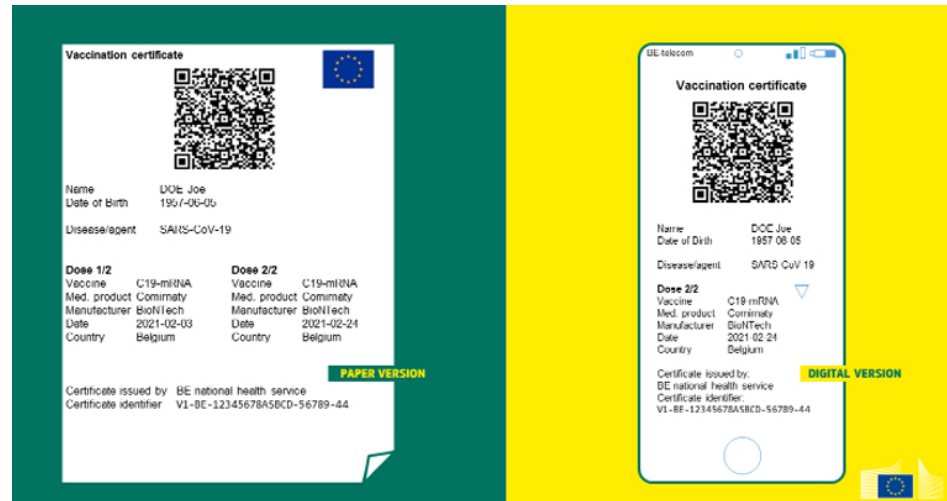 Vaccination certificate
Name DOE Joe
Date of Birth 1957-06-05
Disease/agent SARS-CoV-19
Dose 1/2 Dose 2/2
Vaccine C19-mRNA Vaccine C19-mRNA
Med. product Comirnaty Med. product Comirnaty
Manufacturer BioNTech Manufacturer BioNTech
Date 2021-02-03 Date 2021-02-24
Country Belgium Country Belgium
PAPER VERSION
Certificate issued by BE national health service
Certificate identifier V1-BE-12345678ASBCD-56789-44
BE-telecom
Vaccination certificate
Name DOE Joe
Date of Birth 1957 06 05
Disease/agent SARS CoV 19
Dose 2/2
Vaccine C19 mRNA
Med. product Comirnaty
Manufacturer BioNTech
Date 2021-02-24
Country Belgium
DIGITAL VERSION
Certificate issued by:
BE national health service
Certificate identifier:
V1-BE-12345678ASBCD-56789-44